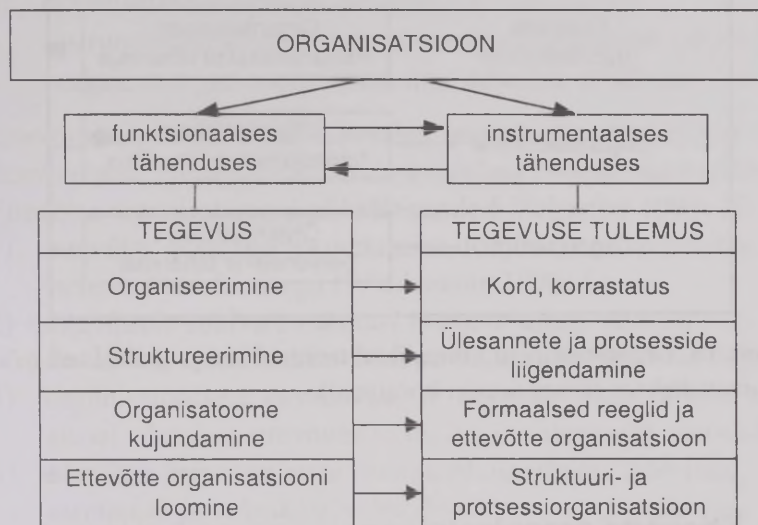 ORGANISATSIOON
funktsionaalses
tähenduses
instrumentaalses
tähenduses
TEGEVUS
TEGEVUSE TULEMUS
Organiseerimine
Kord, korrastatus
Struktureerimine
Ülesannete ja protsesside
liigendamine
Organisatoorne
kujundamine
Formaalsed reeglid ja
ettevõtte organisatsioon
Ettevõtte organisatsiooni
loomine
Struktuuri- ja
protsessiorganisatsioon